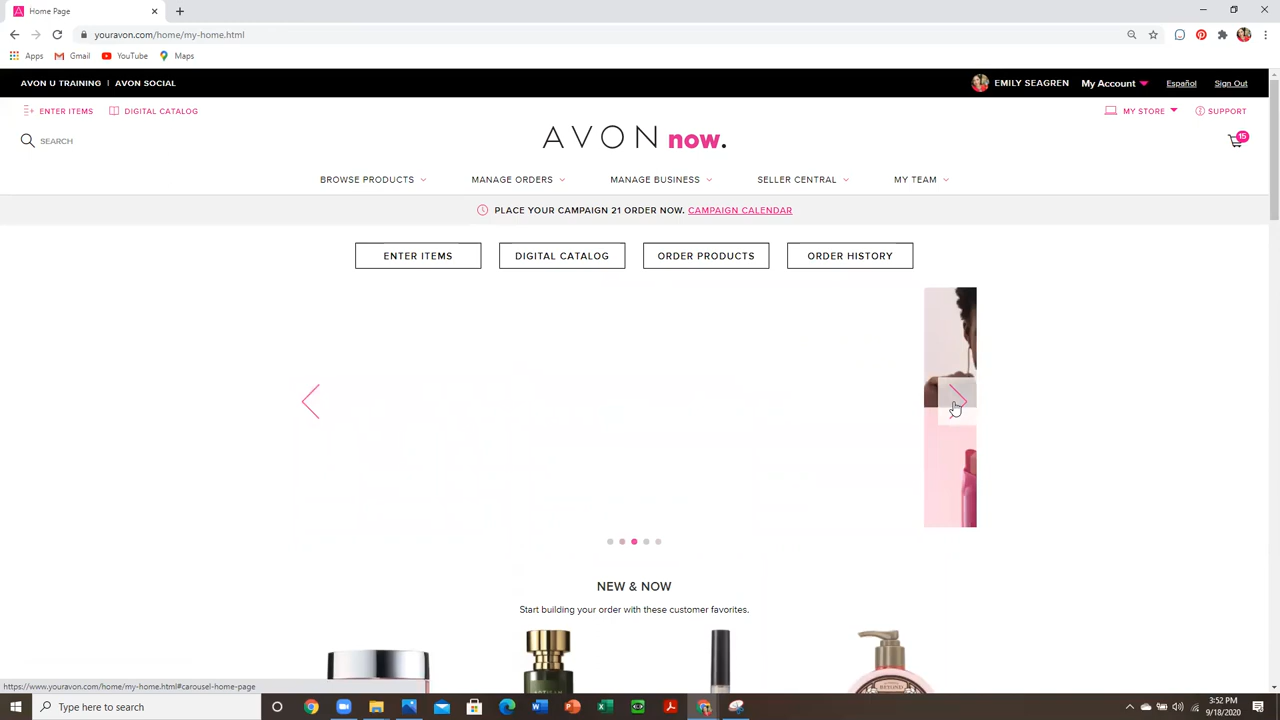 Home Page
youravon.com/home/my-home.html
Apps
Gmail
YouTube
Maps
AVON U TRAINING | AVON SOCIAL
EMILY SEAGREN
My Account
Español
Sign Out
ENTER ITEMS
DIGITAL CATALOG
MY STORE
SUPPORT
SEARCH
AVON now.
15
BROWSE PRODUCTS
MANAGE ORDERS
MANAGE BUSINESS
SELLER CENTRAL
MY TEAM
PLACE YOUR CAMPAIGN 21 ORDER NOW. CAMPAIGN CALENDAR
ENTER ITEMS
DIGITAL CATALOG
ORDER PRODUCTS
ORDER HISTORY
NEW & NOW
Start building your order with these customer favorites.
https://www.youravon.com/home/my-home.html#carousel-home-page
Type here to search
3:52 PM
9/18/2020